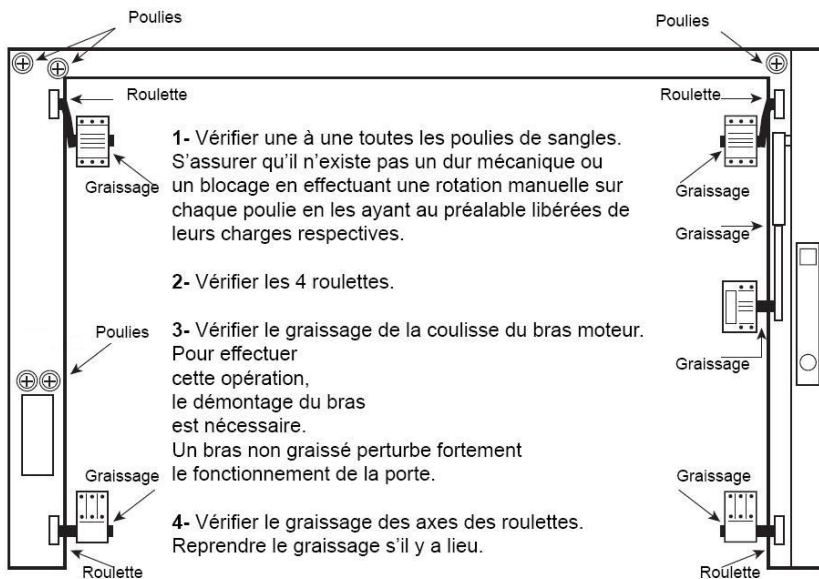 Poulies
Poulies
Roulette
Roulette
1- Vérifier une à une toutes les poulies de sangles.
S'assurer qu'il n'existe pas un dur mécanique ou
un blocage en effectuant une rotation manuelle sur
chaque poulie en les ayant au préalable libérées de
leurs charges respectives.
Graissage
Graissage
Graissage
2- Vérifier les 4 roulettes.
Poulies
3- Vérifier le graissage de la coulisse du bras moteur.
Pour effectuer
cette opération,
le démontage du bras
est nécessaire.
Un bras non graissé perturbe fortement
le fonctionnement de la porte.
Graissage
Graissage
Graissage
4- Vérifier le graissage des axes des roulettes.
Reprendre le graissage s'il y a lieu.
Roulette
Roulette